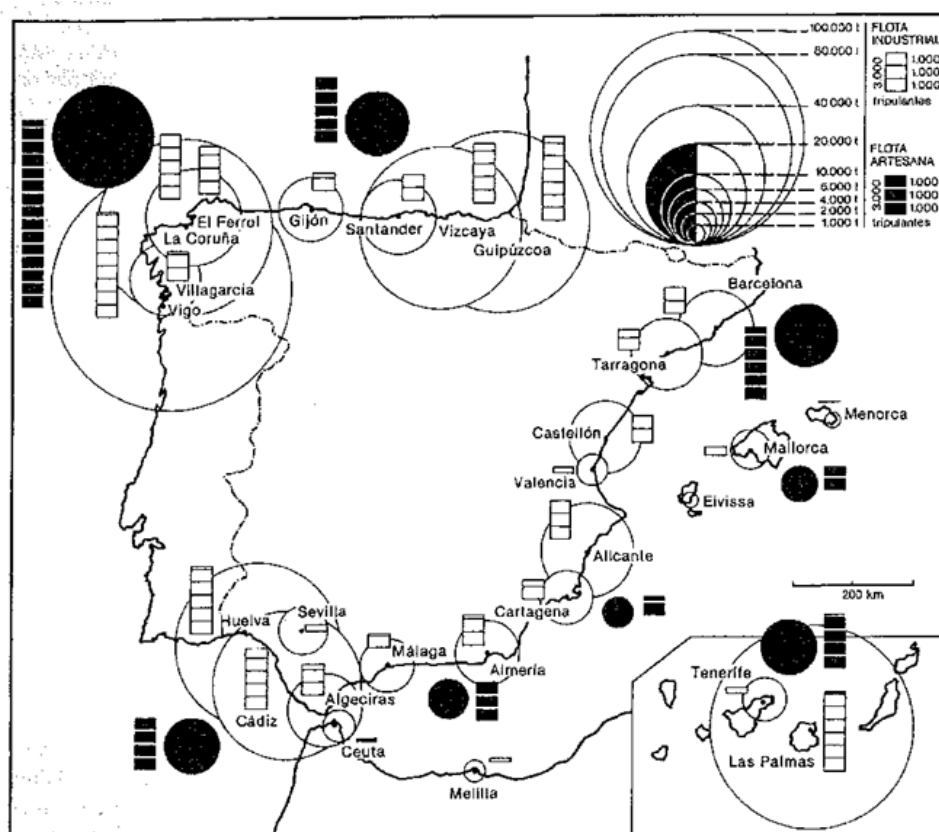 100.000 t
80.000 t
40.000 t
20.000 t
10.000 t
6.000 t
4.000 t
2.000 t
1.000 t
FLOTA
INDUSTRIAL
3.000
1.000
1.000
1.000
tripulantes
FLOTA
ARTESANA
3.000
1.000
1.000
1.000
tripulantes
El Ferrol
La Coruña
Gijón
Santander
Vizcaya
Guipúzcoa
Villagarcía
Vigo
Barcelona
Tarragona
Menorca
Castellón
Mallorca
Valencia
Eivissa
Alicante
200 km
Cartagena
Sevilla
Huelva
Málaga
Almería
Tenerife
Algeciras
Cádiz
Ceuta
Las Palmas
Melilla